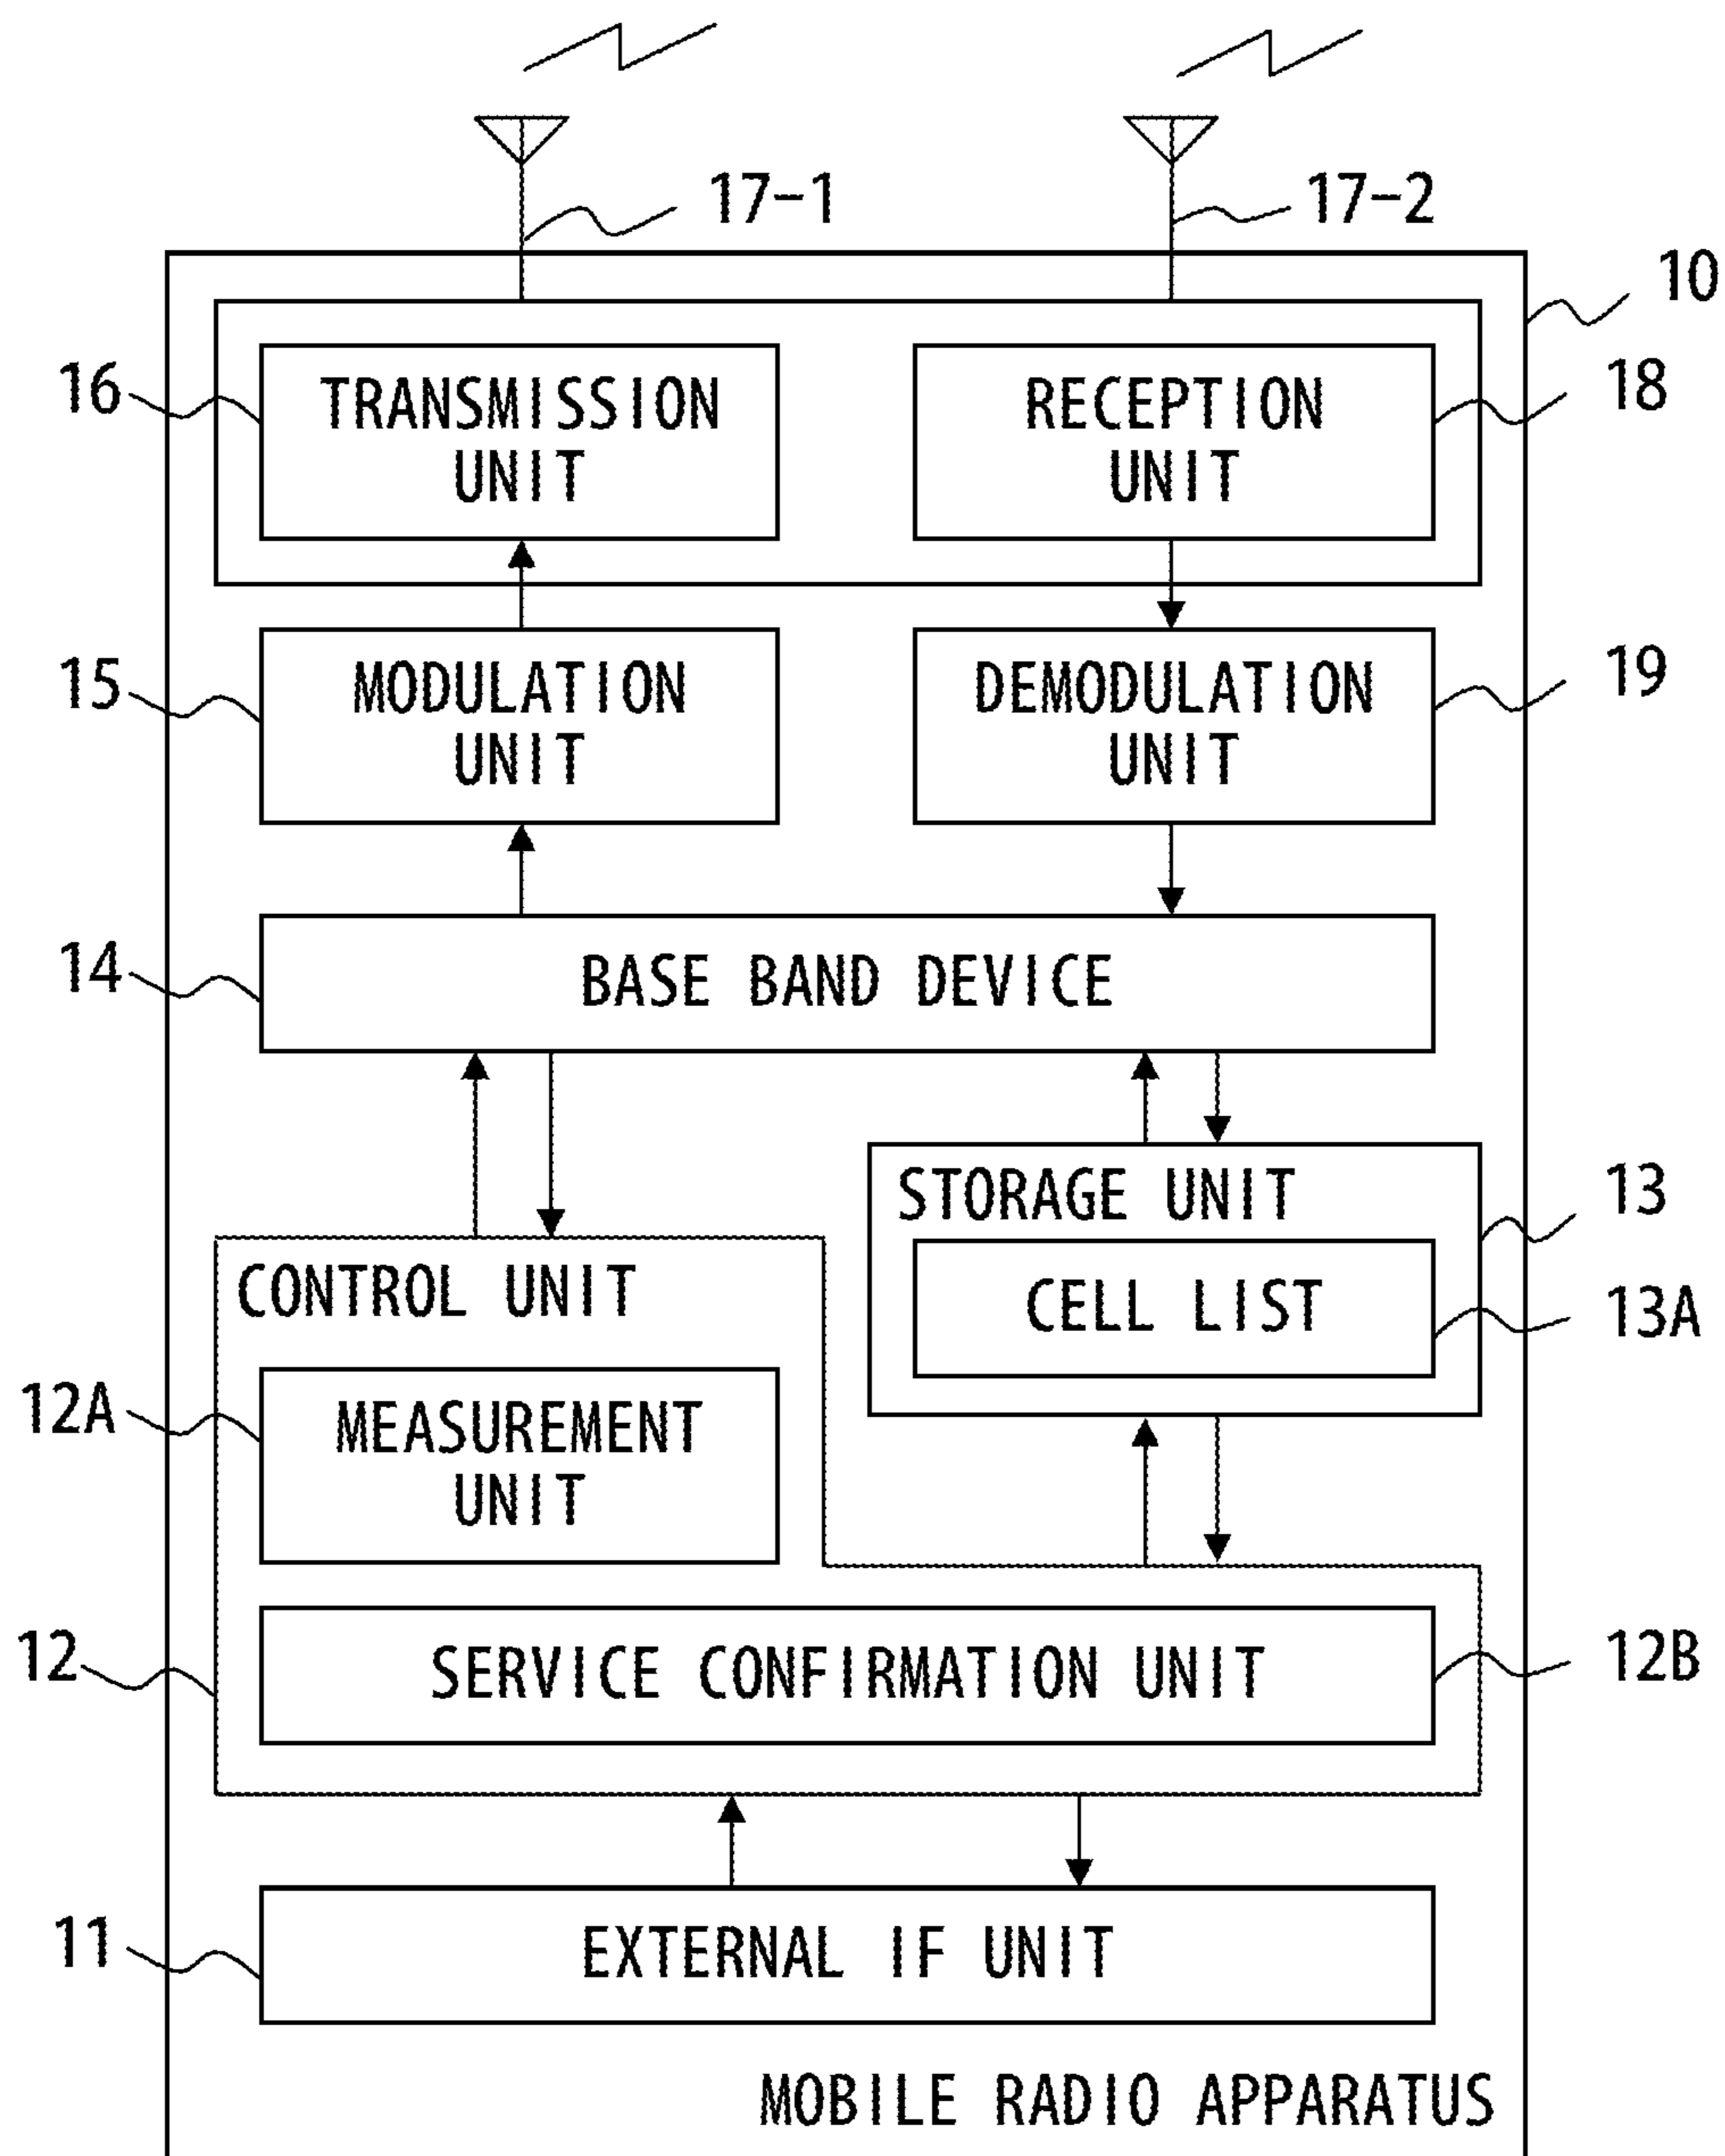 17-1
17-2
10
16
TRANSMISSION
UNIT
RECEPTION
UNIT
18
15
MODULATION
UNIT
DEMODULATION
UNIT
19
14
BASE BAND DEVICE
STORAGE UNIT
13
CELL LIST
13A
CONTROL UNIT
12A
MEASUREMENT
UNIT
12
SERVICE CONFIRMATION UNIT
12B
11
EXTERNAL IF UNIT
MOBILE RADIO APPARATUS